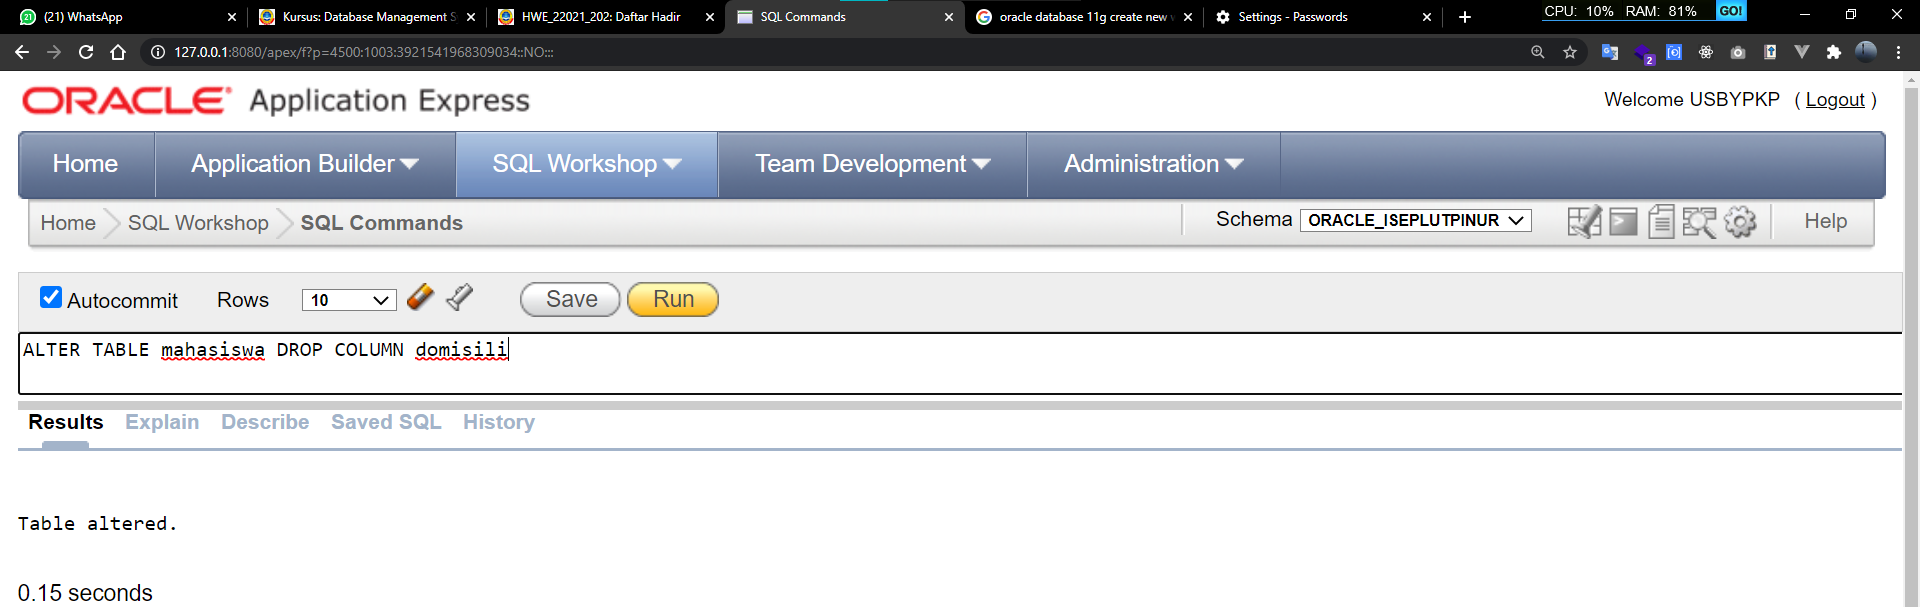 (21) WhatsApp
Kursus: Database Management S
HWE_22021_202: Daftar Hadir
SQL Commands
oracle database 11g create new
Settings - Passwords
CPU: 10% RAM: 81% GO!
127.0.0.1:8080/apex/f?p=4500:1003:3921541968309034::NO:::
2
ORACLE® Application Express
Welcome USBYPKP ( Logout )
Home
Application Builder
SQL Workshop
Team Development
Administration
Home
SQL Workshop
SQL Commands
Schema
ORACLE_ISEPLUTPINUR
Help
Autocommit
Rows
10
Save
Run
ALTER TABLE mahasiswa DROP COLUMN domisili
Results
Explain
Describe
Saved SQL
History
Table altered.
0.15 seconds